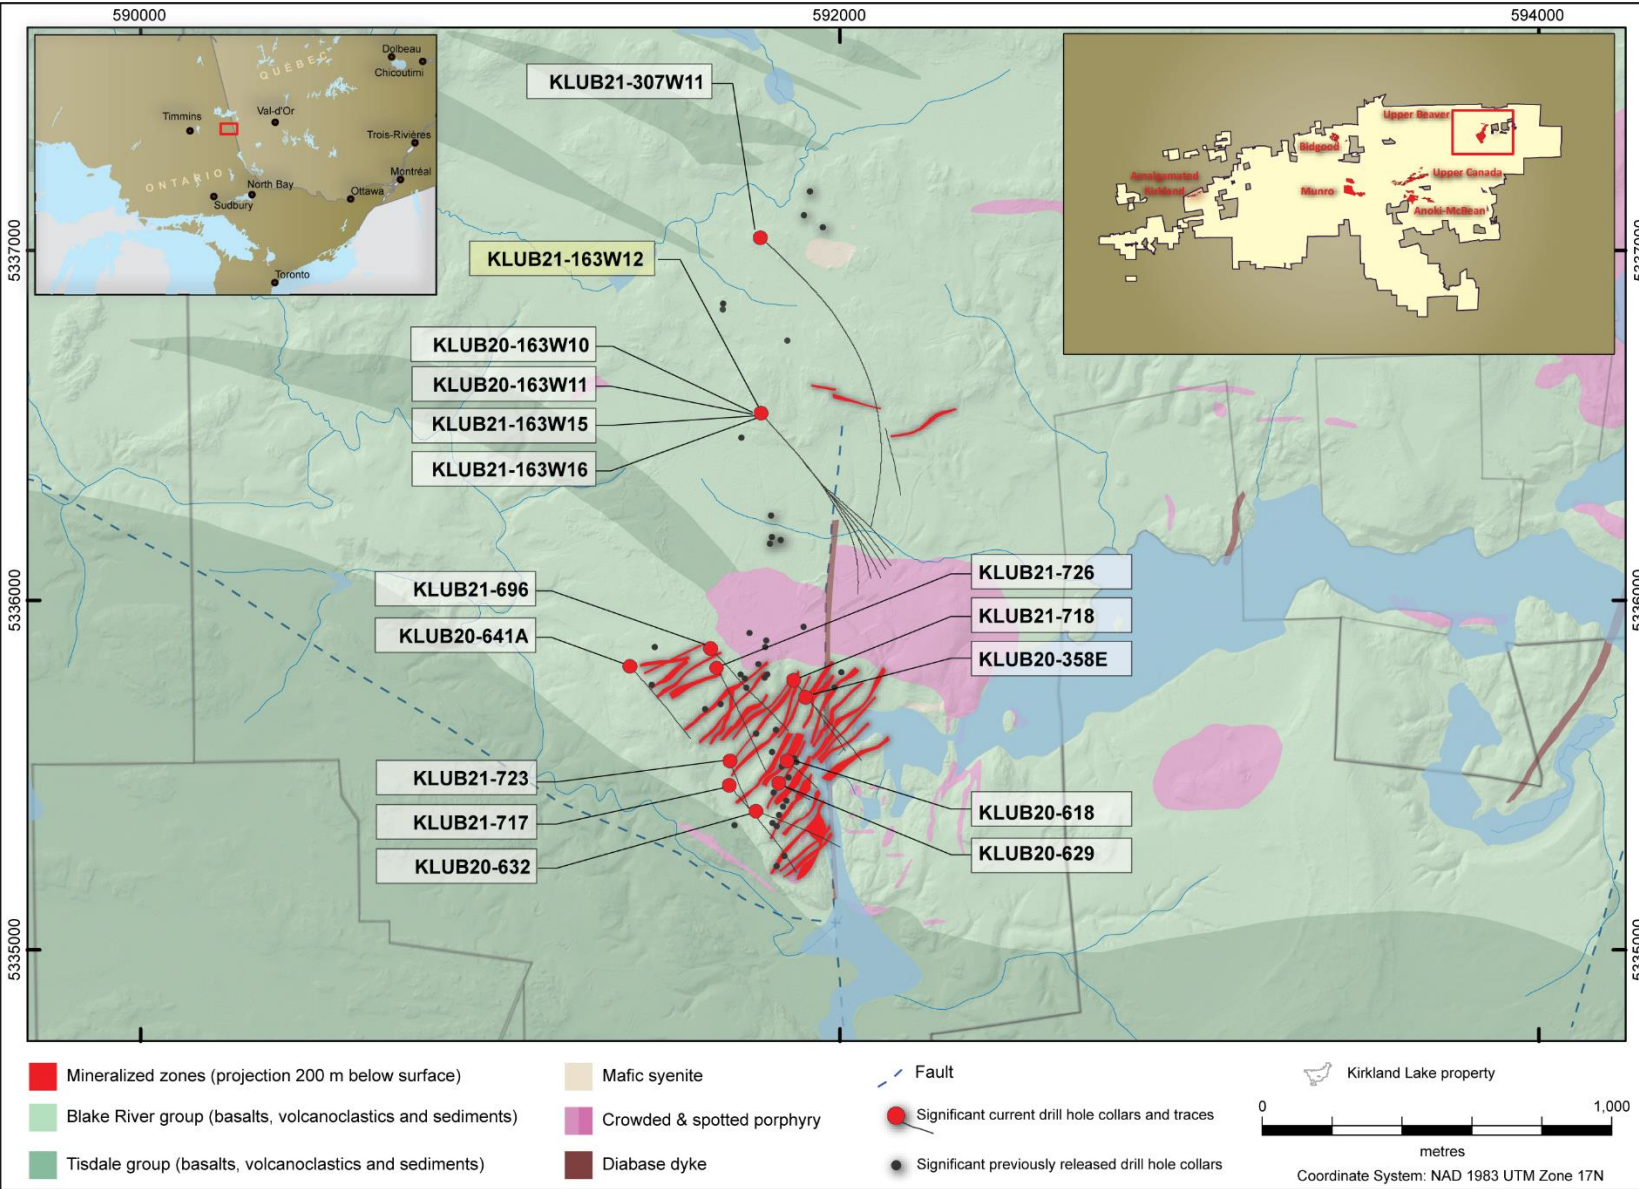 590000
592000
594000
5337000
5336000
5335000
5337000
5336000
5335000
QUÉBEC
ONTARIO
Dolbeau
Chicoutimi
Timmins
Val-d'Or
Trois-Rivières
Montréal
North Bay
Ottawa
Sudbury
Toronto
Upper Beaver
Bidgood
Amalgamated
Kirkland
Munro
Upper Canada
Anoki-McBean
KLUB21-307W11
KLUB21-163W12
KLUB20-163W10
KLUB20-163W11
KLUB21-163W15
KLUB21-163W16
KLUB21-726
KLUB21-696
KLUB21-718
KLUB20-641A
KLUB20-358E
KLUB21-723
KLUB20-618
KLUB21-717
KLUB20-629
KLUB20-632
Mineralized zones (projection 200 m below surface)
Blake River group (basalts, volcanoclastics and sediments)
Tisdale group (basalts, volcanoclastics and sediments)
Mafic syenite
Crowded & spotted porphyry
Diabase dyke
Fault
Significant current drill hole collars and traces
Significant previously released drill hole collars
Kirkland Lake property
0 1,000
metres
Coordinate System: NAD 1983 UTM Zone 17N